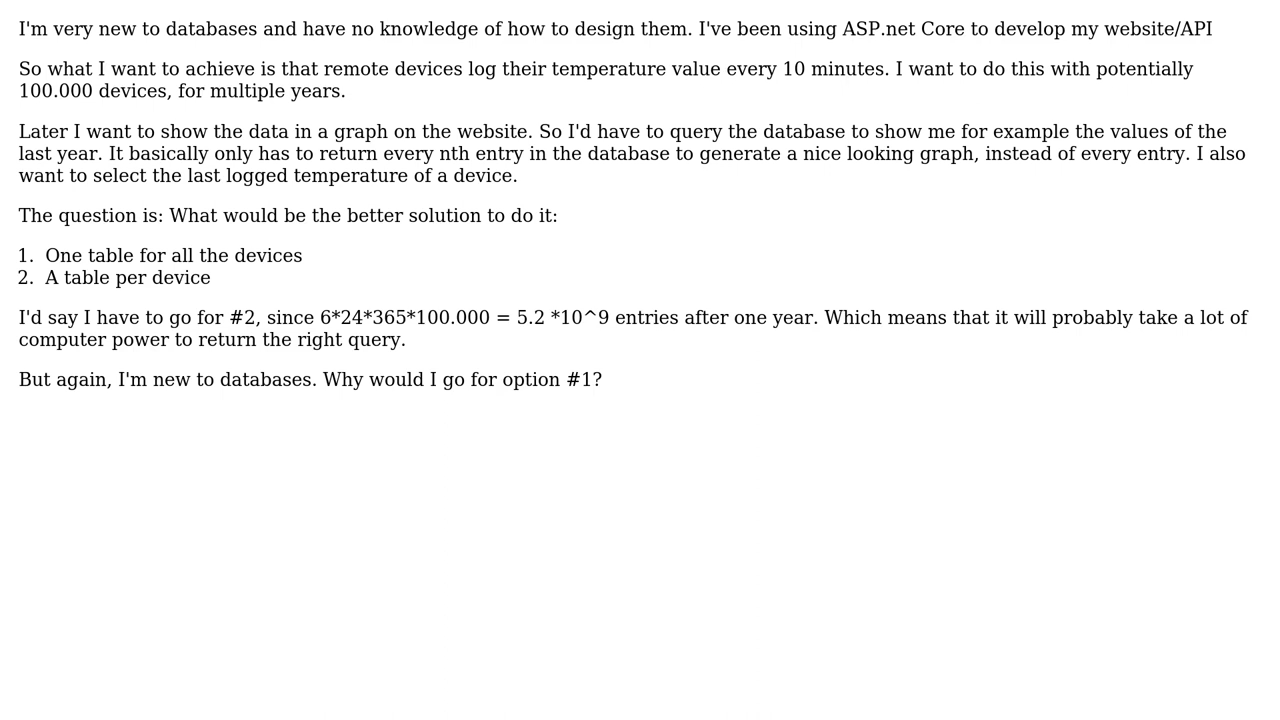 I'm very new to databases and have no knowledge of how to design them. I've been using ASP.net Core to develop my website/API
So what I want to achieve is that remote devices log their temperature value every 10 minutes. I want to do this with potentially
100.000 devices, for multiple years.
Later I want to show the data in a graph on the website. So I'd have to query the database to show me for example the values of the
last year. It basically only has to return every nth entry in the database to generate a nice looking graph, instead of every entry. I also
want to select the last logged temperature of a device.
The question is: What would be the better solution to do it:
1. One table for all the devices
2. A table per device
I'd say I have to go for #2, since 6*24*365*100.000 = 5.2 *10^9 entries after one year. Which means that it will probably take a lot of
computer power to return the right query.
But again, I'm new to databases. Why would I go for option #1?